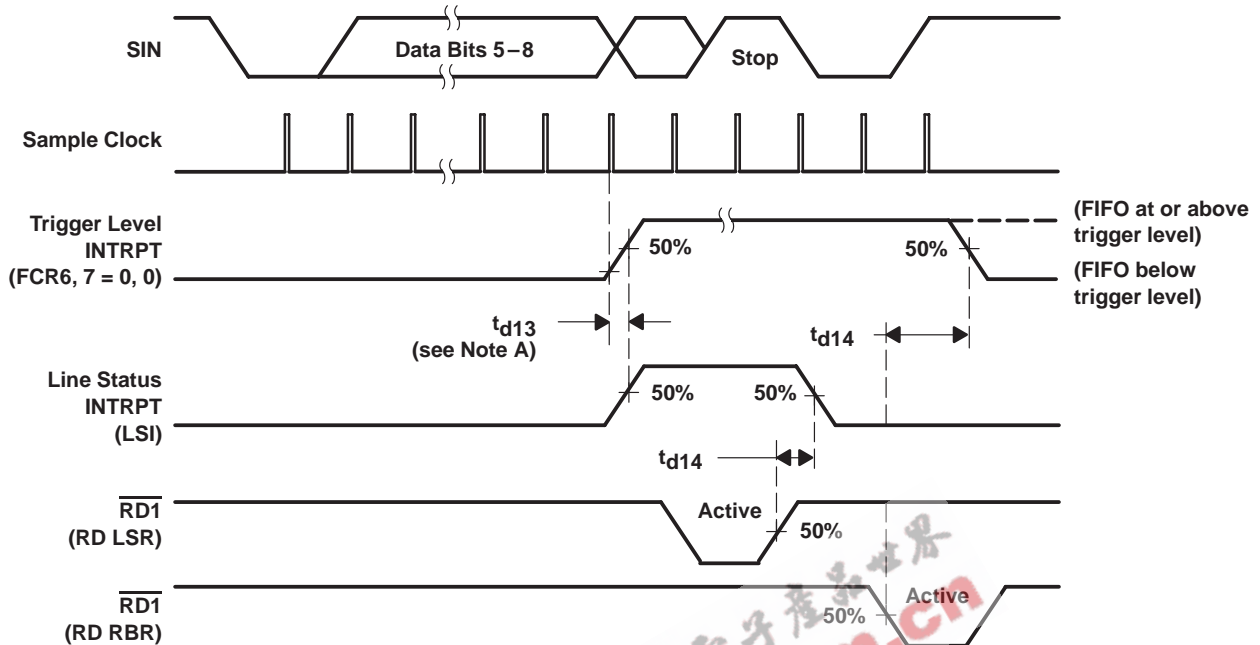 SIN
Data Bits 5–8
Stop
Sample Clock
Trigger Level
INTRPT
(FCR6, 7 = 0, 0)
50%
50%
(FIFO at or above
trigger level)
(FIFO below
trigger level)
td13
(see Note A)
td14
Line Status
INTRPT
(LSI)
50%
50%
td14
RD1
(RD LSR)
Active
50%
RD1
(RD RBR)
50%
Active